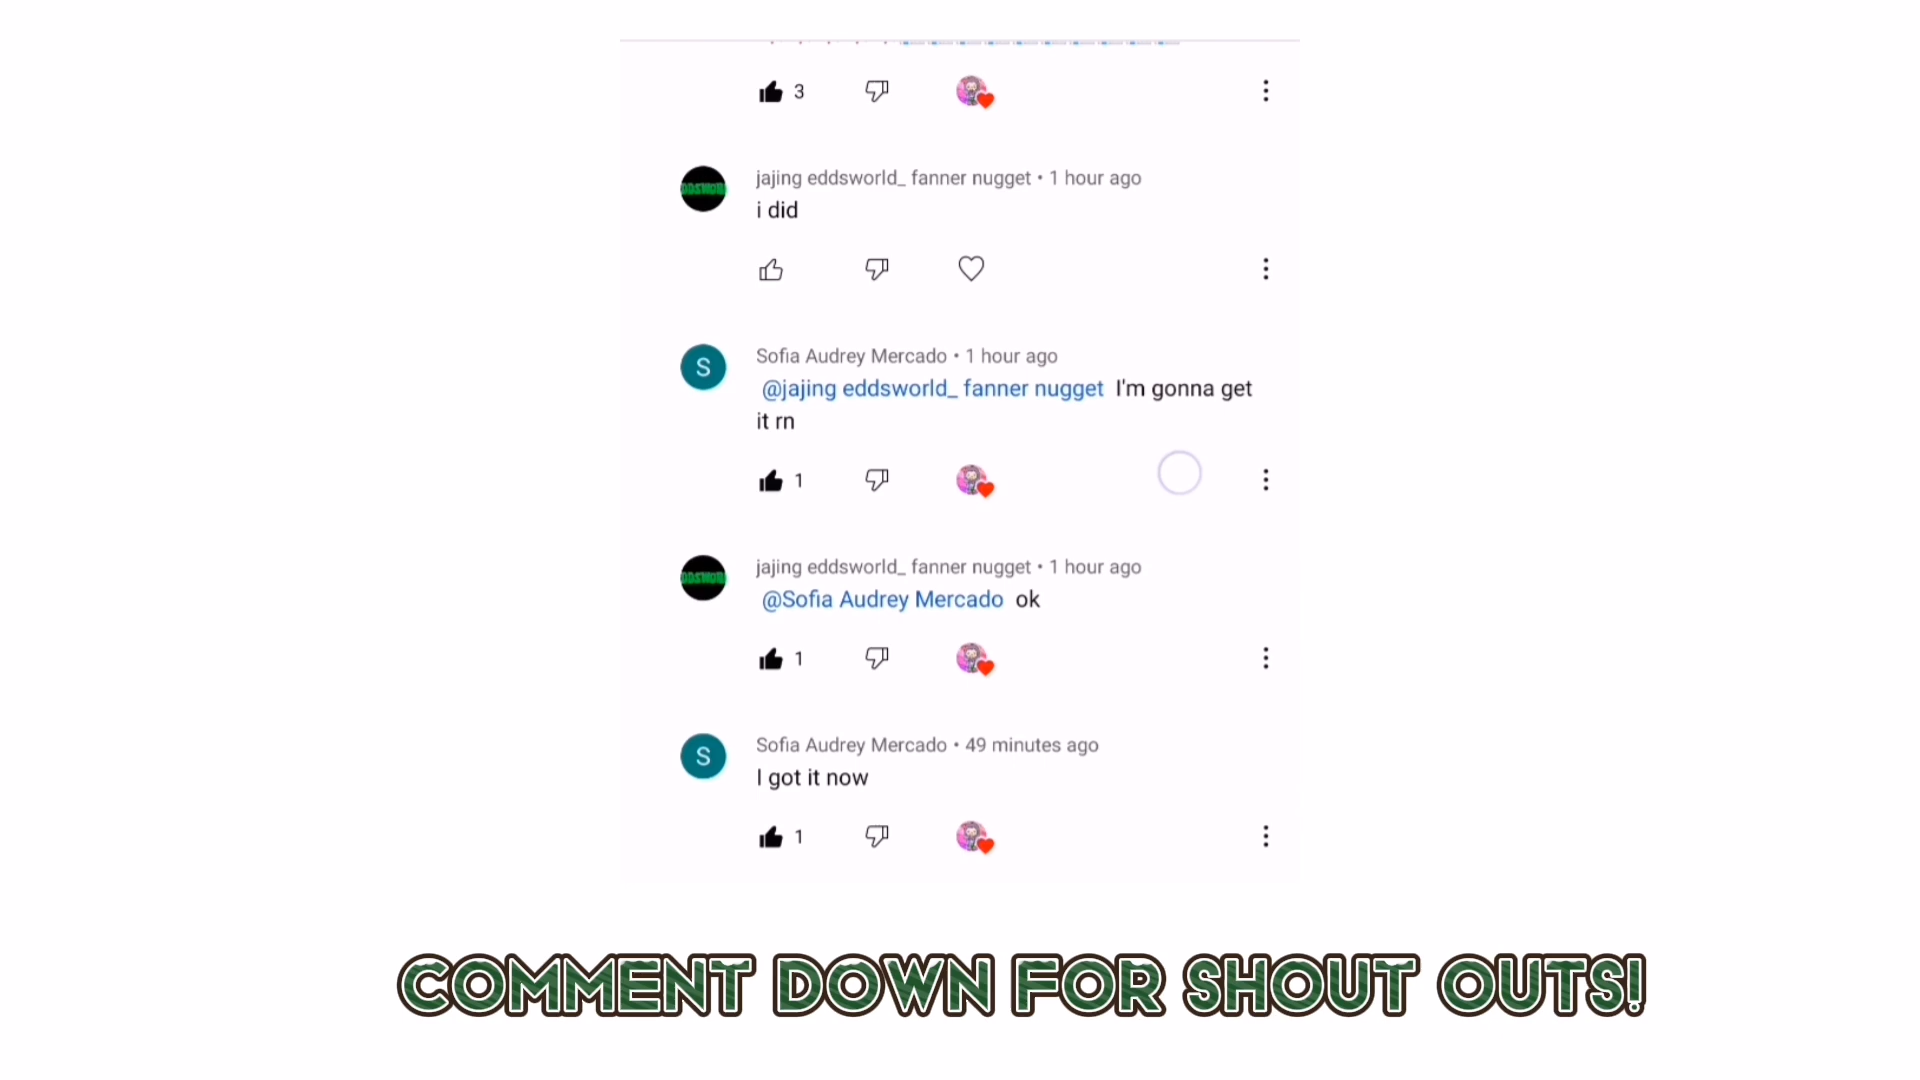 3
jajing eddsworld_ fanner nugget • 1 hour ago
i did
S
Sofia Audrey Mercado • 1 hour ago
@jajing eddsworld_ fanner nugget I'm gonna get
it rn
1
jajing eddsworld_ fanner nugget • 1 hour ago
@Sofia Audrey Mercado ok
1
S
Sofia Audrey Mercado • 49 minutes ago
I got it now
1
COMMENT DOWN FOR SHOUT OUTS!